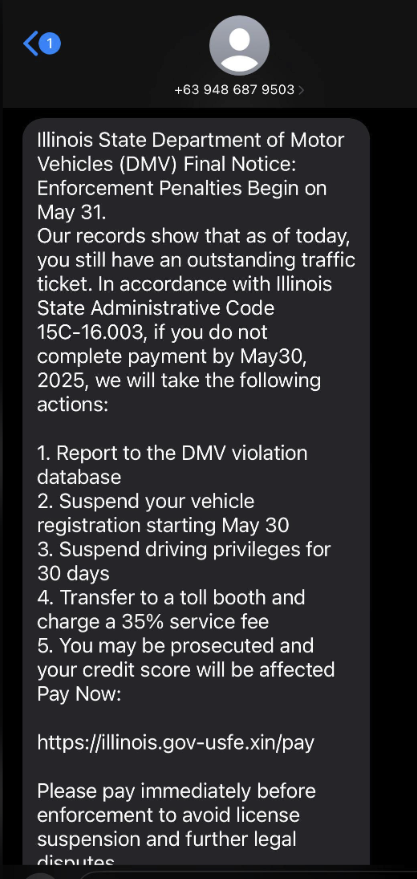 1
+63 948 687 9503
Illinois State Department of Motor
Vehicles (DMV) Final Notice:
Enforcement Penalties Begin on
May 31.
Our records show that as of today,
you still have an outstanding traffic
ticket. In accordance with Illinois
State Administrative Code
15C-16.003, if you do not
complete payment by May30,
2025, we will take the following
actions:
1. Report to the DMV violation
database
2. Suspend your vehicle
registration starting May 30
3. Suspend driving privileges for
30 days
4. Transfer to a toll booth and
charge a 35% service fee
5. You may be prosecuted and
your credit score will be affected
Pay Now:
https://illinois.gov-usfe.xin/pay
Please pay immediately before
enforcement to avoid license
suspension and further legal
disputes